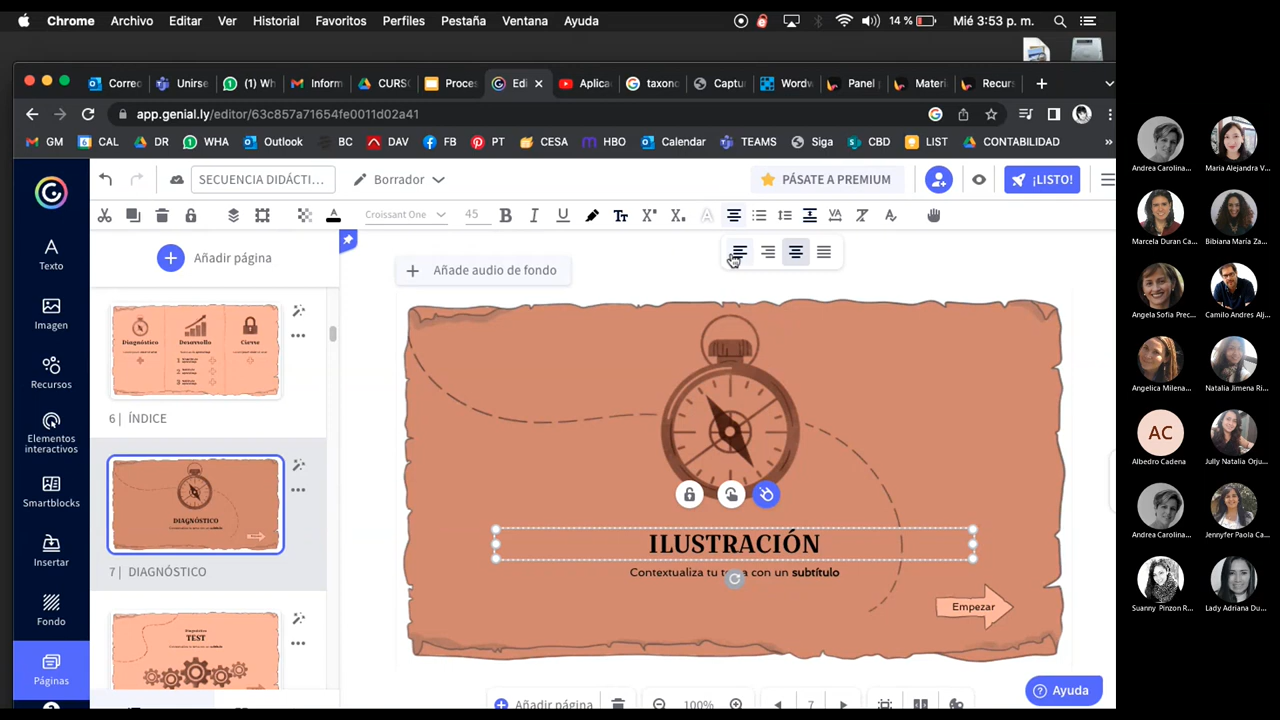 Chrome Archivo Editar Ver Historial Favoritos Perfiles Pestaña Ventana Ayuda 14 % Mié 3:53 p. m.
Correo Unirse (1) Wh Inform CURSO Proces Edi Aplica taxono Captu Wordw Panel Materi Recurs
app.genial.ly/editor/63c857a71654fe0011d02a41
GM CAL DR WHA Outlook BC DAV FB PT CESA HBO Calendar TEAMS Siga CBD LIST CONTABILIDAD »
SECUENCIA DIDÁCTI... Borrador PÁSATE A PREMIUM ¡LISTO!
Croissant One 45
Añadir página
Añade audio de fondo
Texto
Imagen
Recursos
Elementos interactivos
Smartblocks
Insertar
Fondo
Páginas
Diagnóstico Desarrollo Cierre
6 | ÍNDICE
DIAGNÓSTICO
7 | DIAGNÓSTICO
Diagnóstico
TEST
ILUSTRACIÓN
Contextualiza tu con un subtítulo
Empezar
Añadir página 100% 7
Ayuda
Andrea Carolina... Maria Alejandra V...
Marcela Duran Ca... Bibiana María Za...
Angela Sofia Prec... Camilo Andres Alj...
Angelica Milena... Natalia Jimena Ri...
AC
Albedro Cadena Jully Natalia Orju...
Andrea Carolina... Jennyfer Paola Ca...
Suanny Pinzon R... Lady Adriana Du...